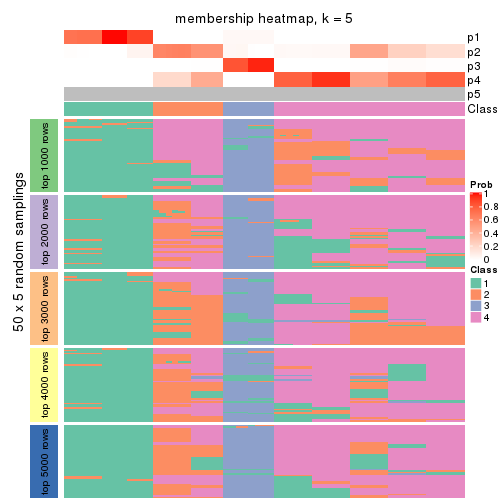 membership heatmap, k = 5
p1
p2
p3
p4
p5
Class
50 x 5 random samplings
top 1000 rows
top 2000 rows
top 3000 rows
top 4000 rows
top 5000 rows
Prob
1
0.8
0.6
0.4
0.2
0
Class
1
2
3
4